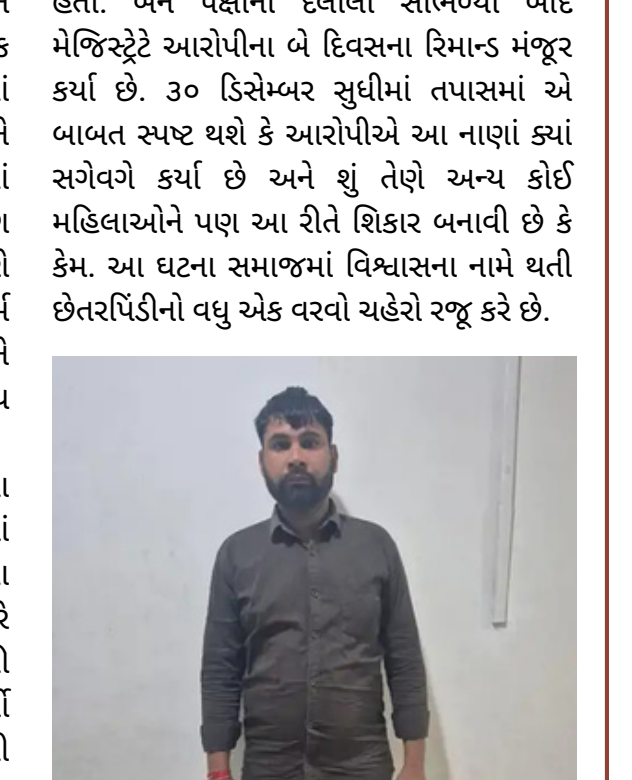 મેજિસ્ટ્રેટે આરોપીના બે દિવસના રિમાન્ડ મંજૂર
કર્યા છે. ૩૦ ડિસેમ્બર સુધીમાં તપાસમાં એ
બાબત સ્પષ્ટ થશે કે આરોપીએ આ નાણાં ક્યાં
સગેવગે કર્યા છે અને શું તેણે અન્ય કોઈ
મહિલાઓને પણ આ રીતે શિકાર બનાવી છે કે
કેમ. આ ઘટના સમાજમાં વિશ્વાસના નામે થતી
છેતરપિંડીનો વધુ એક વરવો ચહેરો રજૂ કરે છે.